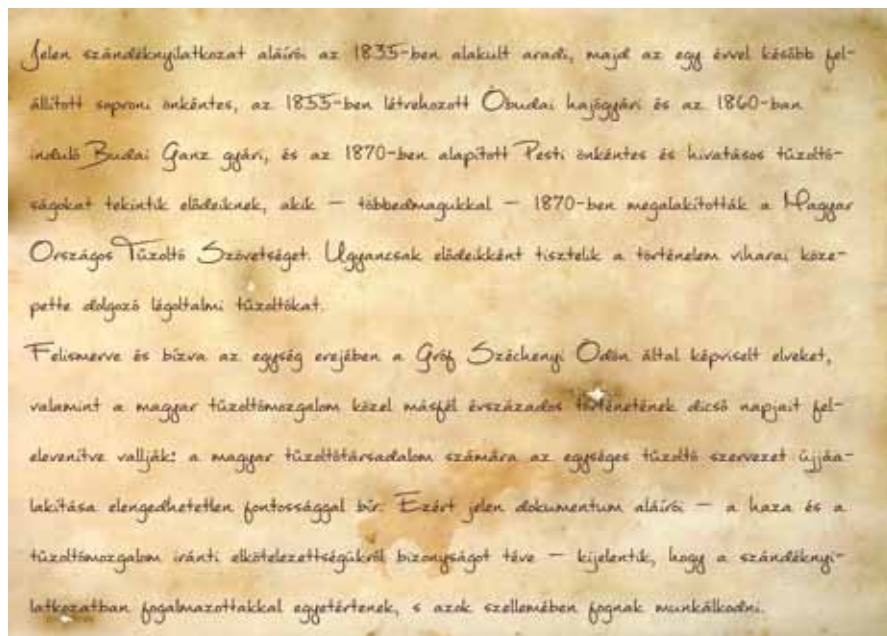 Jelen szándéknyilatkozat aláírói az 1835-ben alakult aradi, majd az egy évvel később fel-
állított soproni önkéntes, az 1855-ben létrehozott Óbudai hajógyári és az 1860-ban
induló Budai Ganz gyári, és az 1870-ben alapított Pesti önkéntes és hivatásos tűzoltó-
ságokat tekintik elődeiknek, akik – többedmagukkal – 1870-ben megalakították a Magyar
Országos Tűzoltó Szövetséget. Ugyancsak elődeikként tisztelik a történelem viharai köze-
pette dolgozó légoltalmi tűzoltókat.
Felismerve és bízva az egység erejében a Gróf Széchenyi Ödön által képviselt elveket,
valamint a magyar tűzoltómozgalom közel másfél évszázados történetének dicső napjait fel-
elevenítve vallják: a magyar tűzoltótársadalom számára az egységes tűzoltó szervezet újjáa-
lakítása elengedhetetlen fontossággal bír. Ezért jelen dokumentum aláírói – a haza és a
tűzoltómozgalom iránti elkötelezettségükről bizonyságot téve – kijelentik, hogy a szándéknyi-
latkozatban fogalmazottakkal egyetértenek, s azok szellemében fognak munkálkodni.